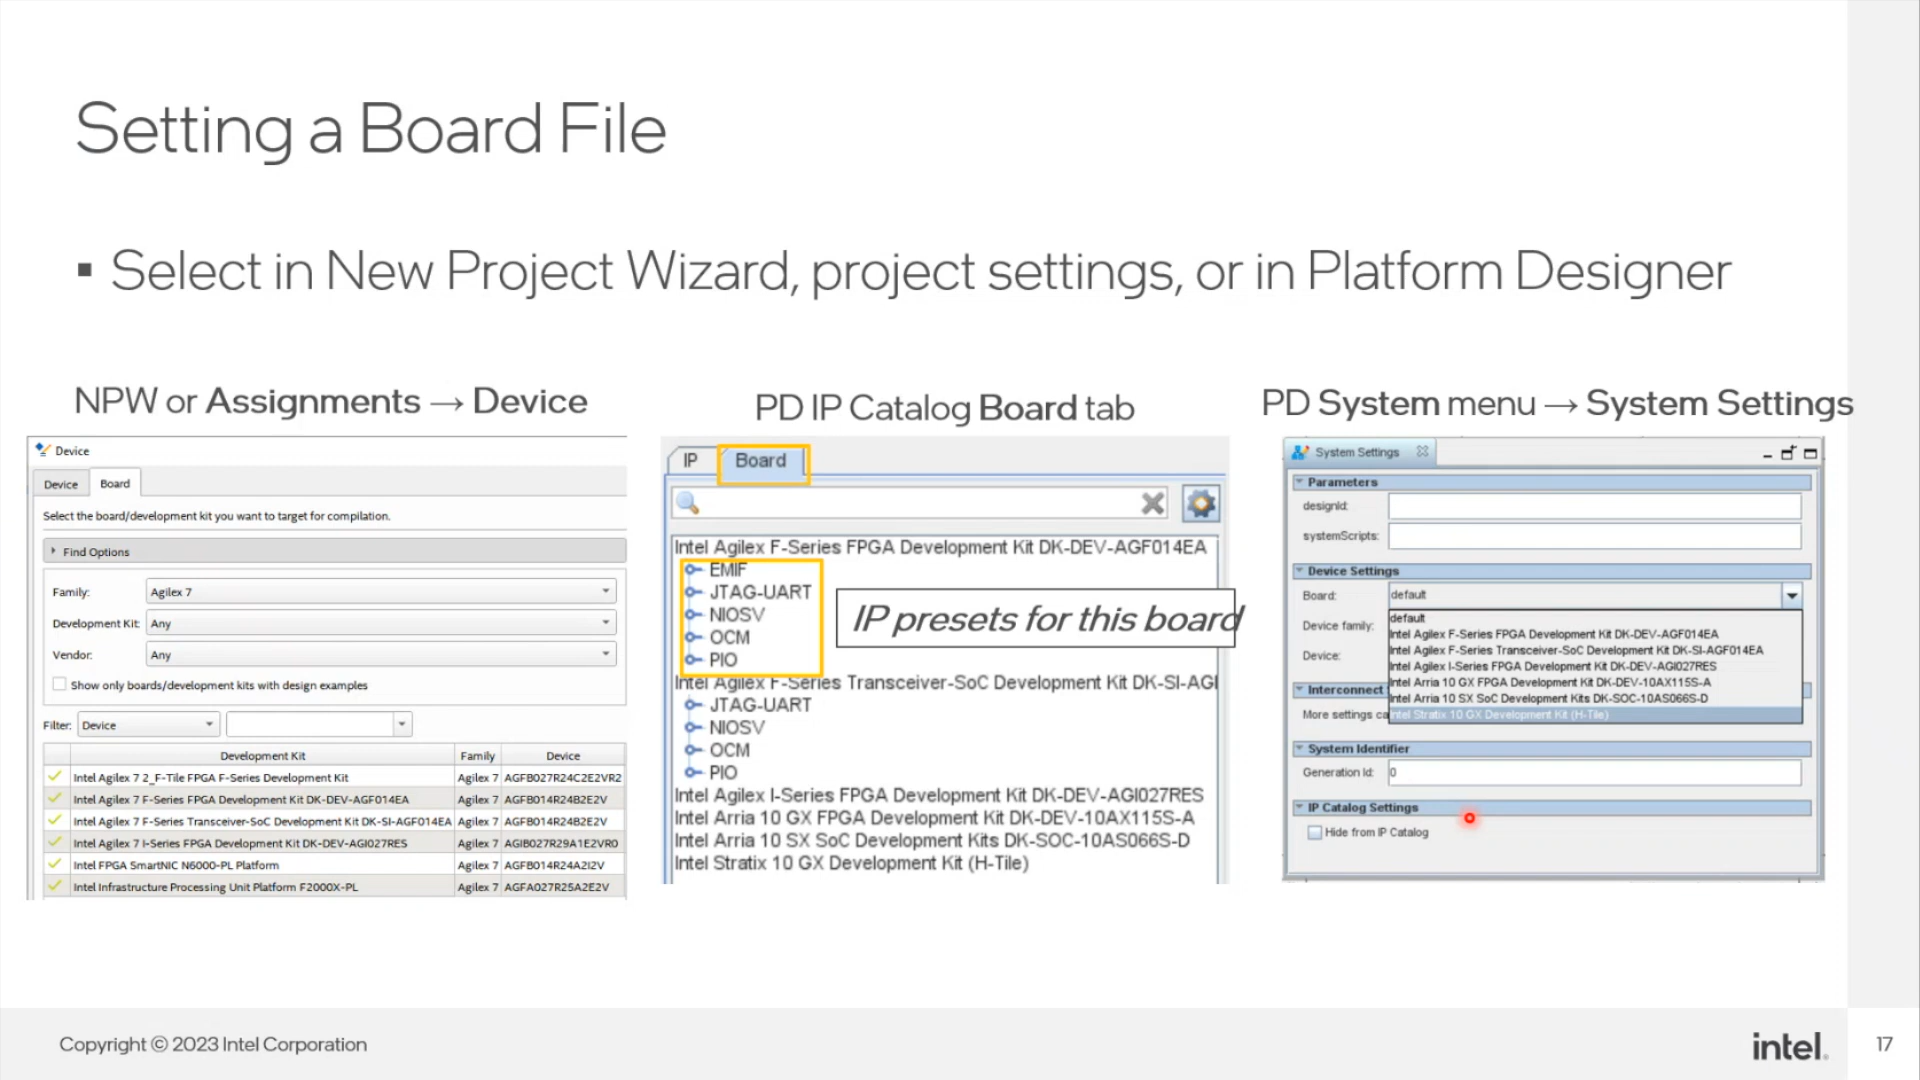 Setting a Board File
▪ Select in New Project Wizard, project settings, or in Platform Designer
NPW or Assignments → Device
Device
Device Board
Select the board/development kit you want to target for compilation.
Find Options
Family: Agilex 7
Development Kit: Any
Vendor: Any
Show only boards/development kits with design examples
Filter: Device
Development Kit Family Device
Intel Agilex 7 2_F-Tile FPGA F-Series Development Kit Agilex 7 AGFB027R24C2E2VR2
Intel Agilex 7 F-Series FPGA Development Kit DK-DEV-AGF014EA Agilex 7 AGFB014R24B2E2V
Intel Agilex 7 F-Series Transceiver-SoC Development Kit DK-SI-AGF014EA Agilex 7 AGFB014R24B2E2V
Intel Agilex 7 I-Series FPGA Development Kit DK-DEV-AGI027RES Agilex 7 AGIB027R29A1E2VR0
Intel FPGA SmartNIC N6000-PL Platform Agilex 7 AGFB014R24A2I2V
Intel Infrastructure Processing Unit Platform F2000X-PL Agilex 7 AGFA027R25A2E2V
PD IP Catalog Board tab
IP Board
Intel Agilex F-Series FPGA Development Kit DK-DEV-AGF014EA
EMIF
JTAG-UART
NIOSV
OCM
PIO
IP presets for this board
Intel Agilex F-Series Transceiver-SoC Development Kit DK-SI-AGI
JTAG-UART
NIOSV
OCM
PIO
Intel Agilex I-Series FPGA Development Kit DK-DEV-AGI027RES
Intel Arria 10 GX FPGA Development Kit DK-DEV-10AX115S-A
Intel Arria 10 SX SoC Development Kits DK-SOC-10AS066S-D
Intel Stratix 10 GX Development Kit (H-Tile)
PD System menu → System Settings
System Settings
Parameters
designId:
systemScripts:
Device Settings
Board: default
default
Device family:
Intel Agilex F-Series FPGA Development Kit DK-DEV-AGF014EA
Intel Agilex F-Series Transceiver-SoC Development Kit DK-SI-AGF014EA
Device:
Intel Agilex I-Series FPGA Development Kit DK-DEV-AGI027RES
Intel Arria 10 GX FPGA Development Kit DK-DEV-10AX115S-A
Interconnect
Intel Arria 10 SX SoC Development Kits DK-SOC-10AS066S-D
More settings ca
Intel Stratix 10 GX Development Kit (H-Tile)
System Identifier
Generation Id: 0
IP Catalog Settings
Hide from IP Catalog
Copyright © 2023 Intel Corporation
intel.
17